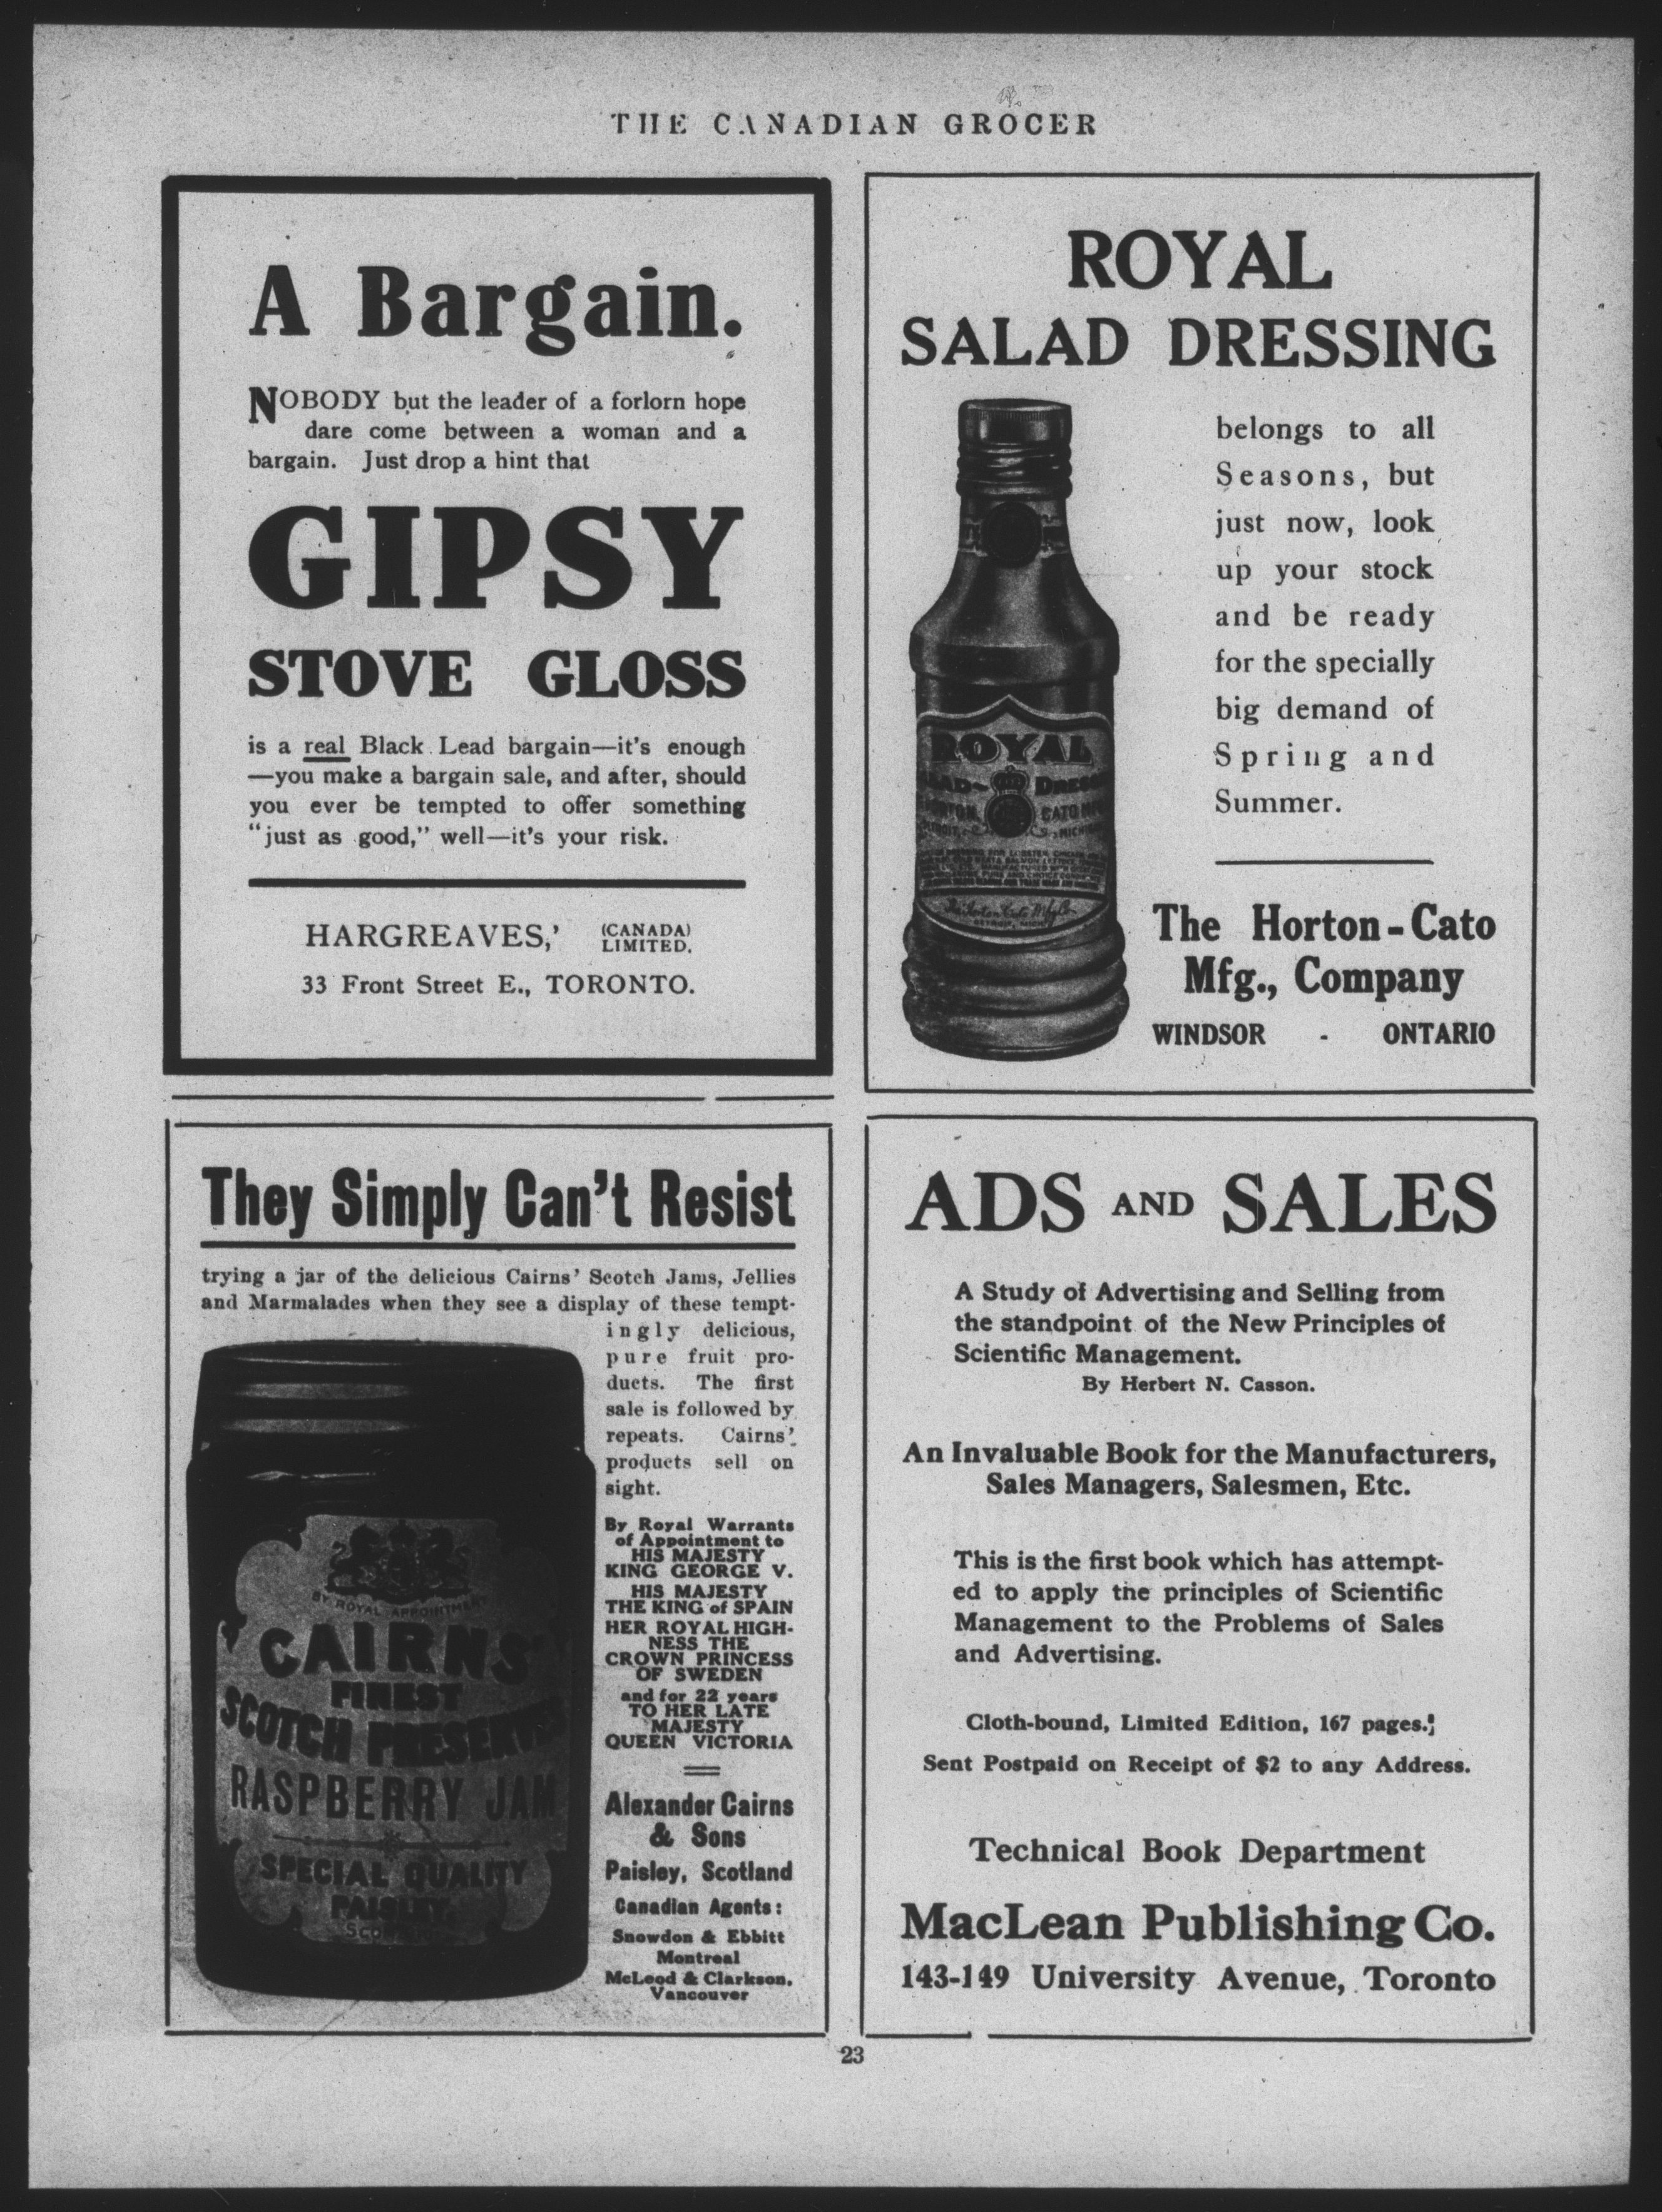 THE CANADIAN GROCER
A Bargain.
NOBODY but the leader of a forlorn hope
dare come between a woman and a
bargain. Just drop a hint that
GIPSY
STOVE GLOSS
is a real Black Lead bargain—it's enough
—you make a bargain sale, and after, should
you ever be tempted to offer something
"just as good," well—it's your risk.
HARGREAVES,' (CANADA)
LIMITED.
33 Front Street E., TORONTO.
ROYAL
SALAD DRESSING
belongs to all
Seasons, but
just now, look
up your stock
and be ready
for the specially
big demand of
Spring and
Summer.
ROYAL
The Horton-Cato
Mfg., Company
WINDSOR - ONTARIO
They Simply Can't Resist
trying a jar of the delicious Cairns' Scotch Jams, Jellies
and Marmalades when they see a display of these tempt-
ingly delicious,
pure fruit pro-
ducts. The first
sale is followed by
repeats. Cairns'
products sell on
sight.
By Royal Warrants
of Appointment to
HIS MAJESTY
KING GEORGE V.
HIS MAJESTY
THE KING of SPAIN
HER ROYAL HIGH-
NESS THE
CROWN PRINCESS
OF SWEDEN
and for 22 years
TO HER LATE
MAJESTY
QUEEN VICTORIA
Alexander Cairns
& Sons
Paisley, Scotland
Canadian Agents:
Snowdon & Ebbitt
Montreal
McLeod & Clarkson,
Vancouver
BY ROYAL APPOINTMENT
CAIRNS'
FINEST
SCOTCH PRESERVES
RASPBERRY JAM
SPECIAL QUALITY
PAISLEY.
ADS AND SALES
A Study of Advertising and Selling from
the standpoint of the New Principles of
Scientific Management.
By Herbert N. Casson.
An Invaluable Book for the Manufacturers,
Sales Managers, Salesmen, Etc.
This is the first book which has attempt-
ed to apply the principles of Scientific
Management to the Problems of Sales
and Advertising.
Cloth-bound, Limited Edition, 167 pages.
Sent Postpaid on Receipt of $2 to any Address.
Technical Book Department
MacLean Publishing Co.
143-149 University Avenue, Toronto
23